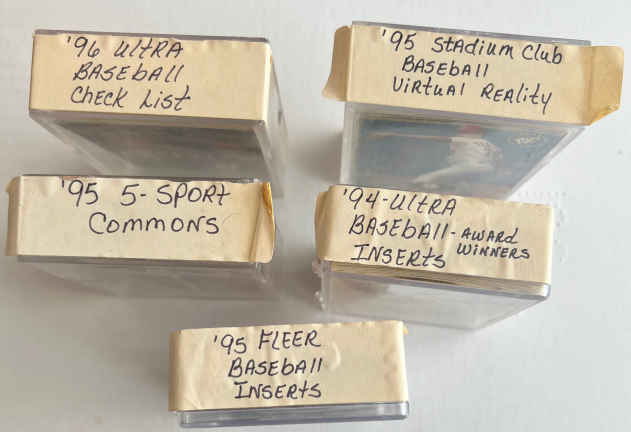 '96 ULtRA
BASEbAll
CHECK List
'95 StAdiUm Club
BASEbAll
ViRtUAl REAlity
'95 5-SPORt
COMMONS
'94-UltRA
BASEbAll-AWARd
INSERtS WINNERS
'95 FlEER
BASEbAll
INSERtS